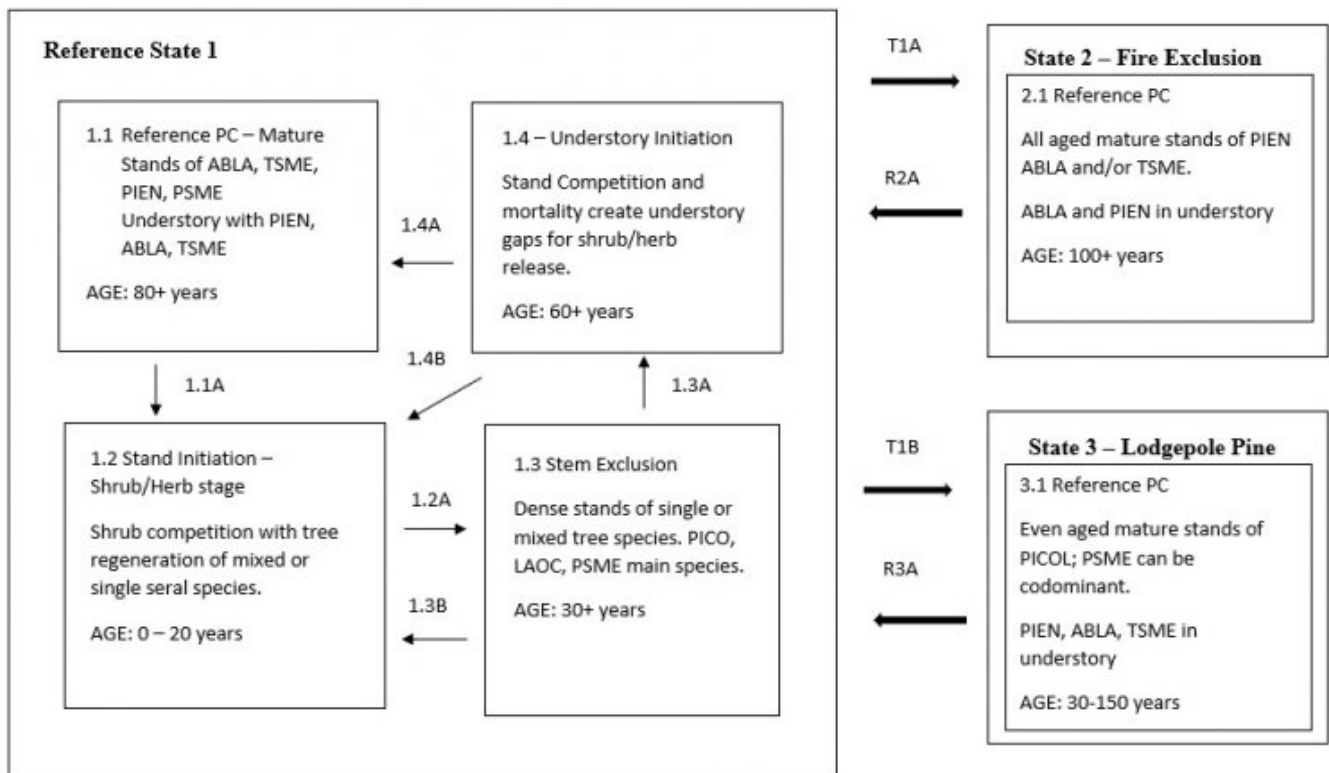 Reference State 1
1.1 Reference PC – Mature
Stands of ABLA, TSME,
PIEN, PSME
Understory with PIEN,
ABLA, TSME
AGE: 80+ years
1.4A
1.4 – Understory Initiation
Stand Competition and
mortality create understory
gaps for shrub/herb
release.
AGE: 60+ years
1.1A
1.4B
1.3A
1.2 Stand Initiation –
Shrub/Herb stage
Shrub competition with tree
regeneration of mixed or
single seral species.
AGE: 0 – 20 years
1.2A
1.3B
1.3 Stem Exclusion
Dense stands of single or
mixed tree species. PICO,
LAOC, PSME main species.
AGE: 30+ years
T1A
R2A
State 2 – Fire Exclusion
2.1 Reference PC
All aged mature stands of PIEN
ABLA and/or TSME.
ABLA and PIEN in understory
AGE: 100+ years
T1B
R3A
State 3 – Lodgepole Pine
3.1 Reference PC
Even aged mature stands of
PICOL; PSME can be
codominant.
PIEN, ABLA, TSME in
understory
AGE: 30-150 years